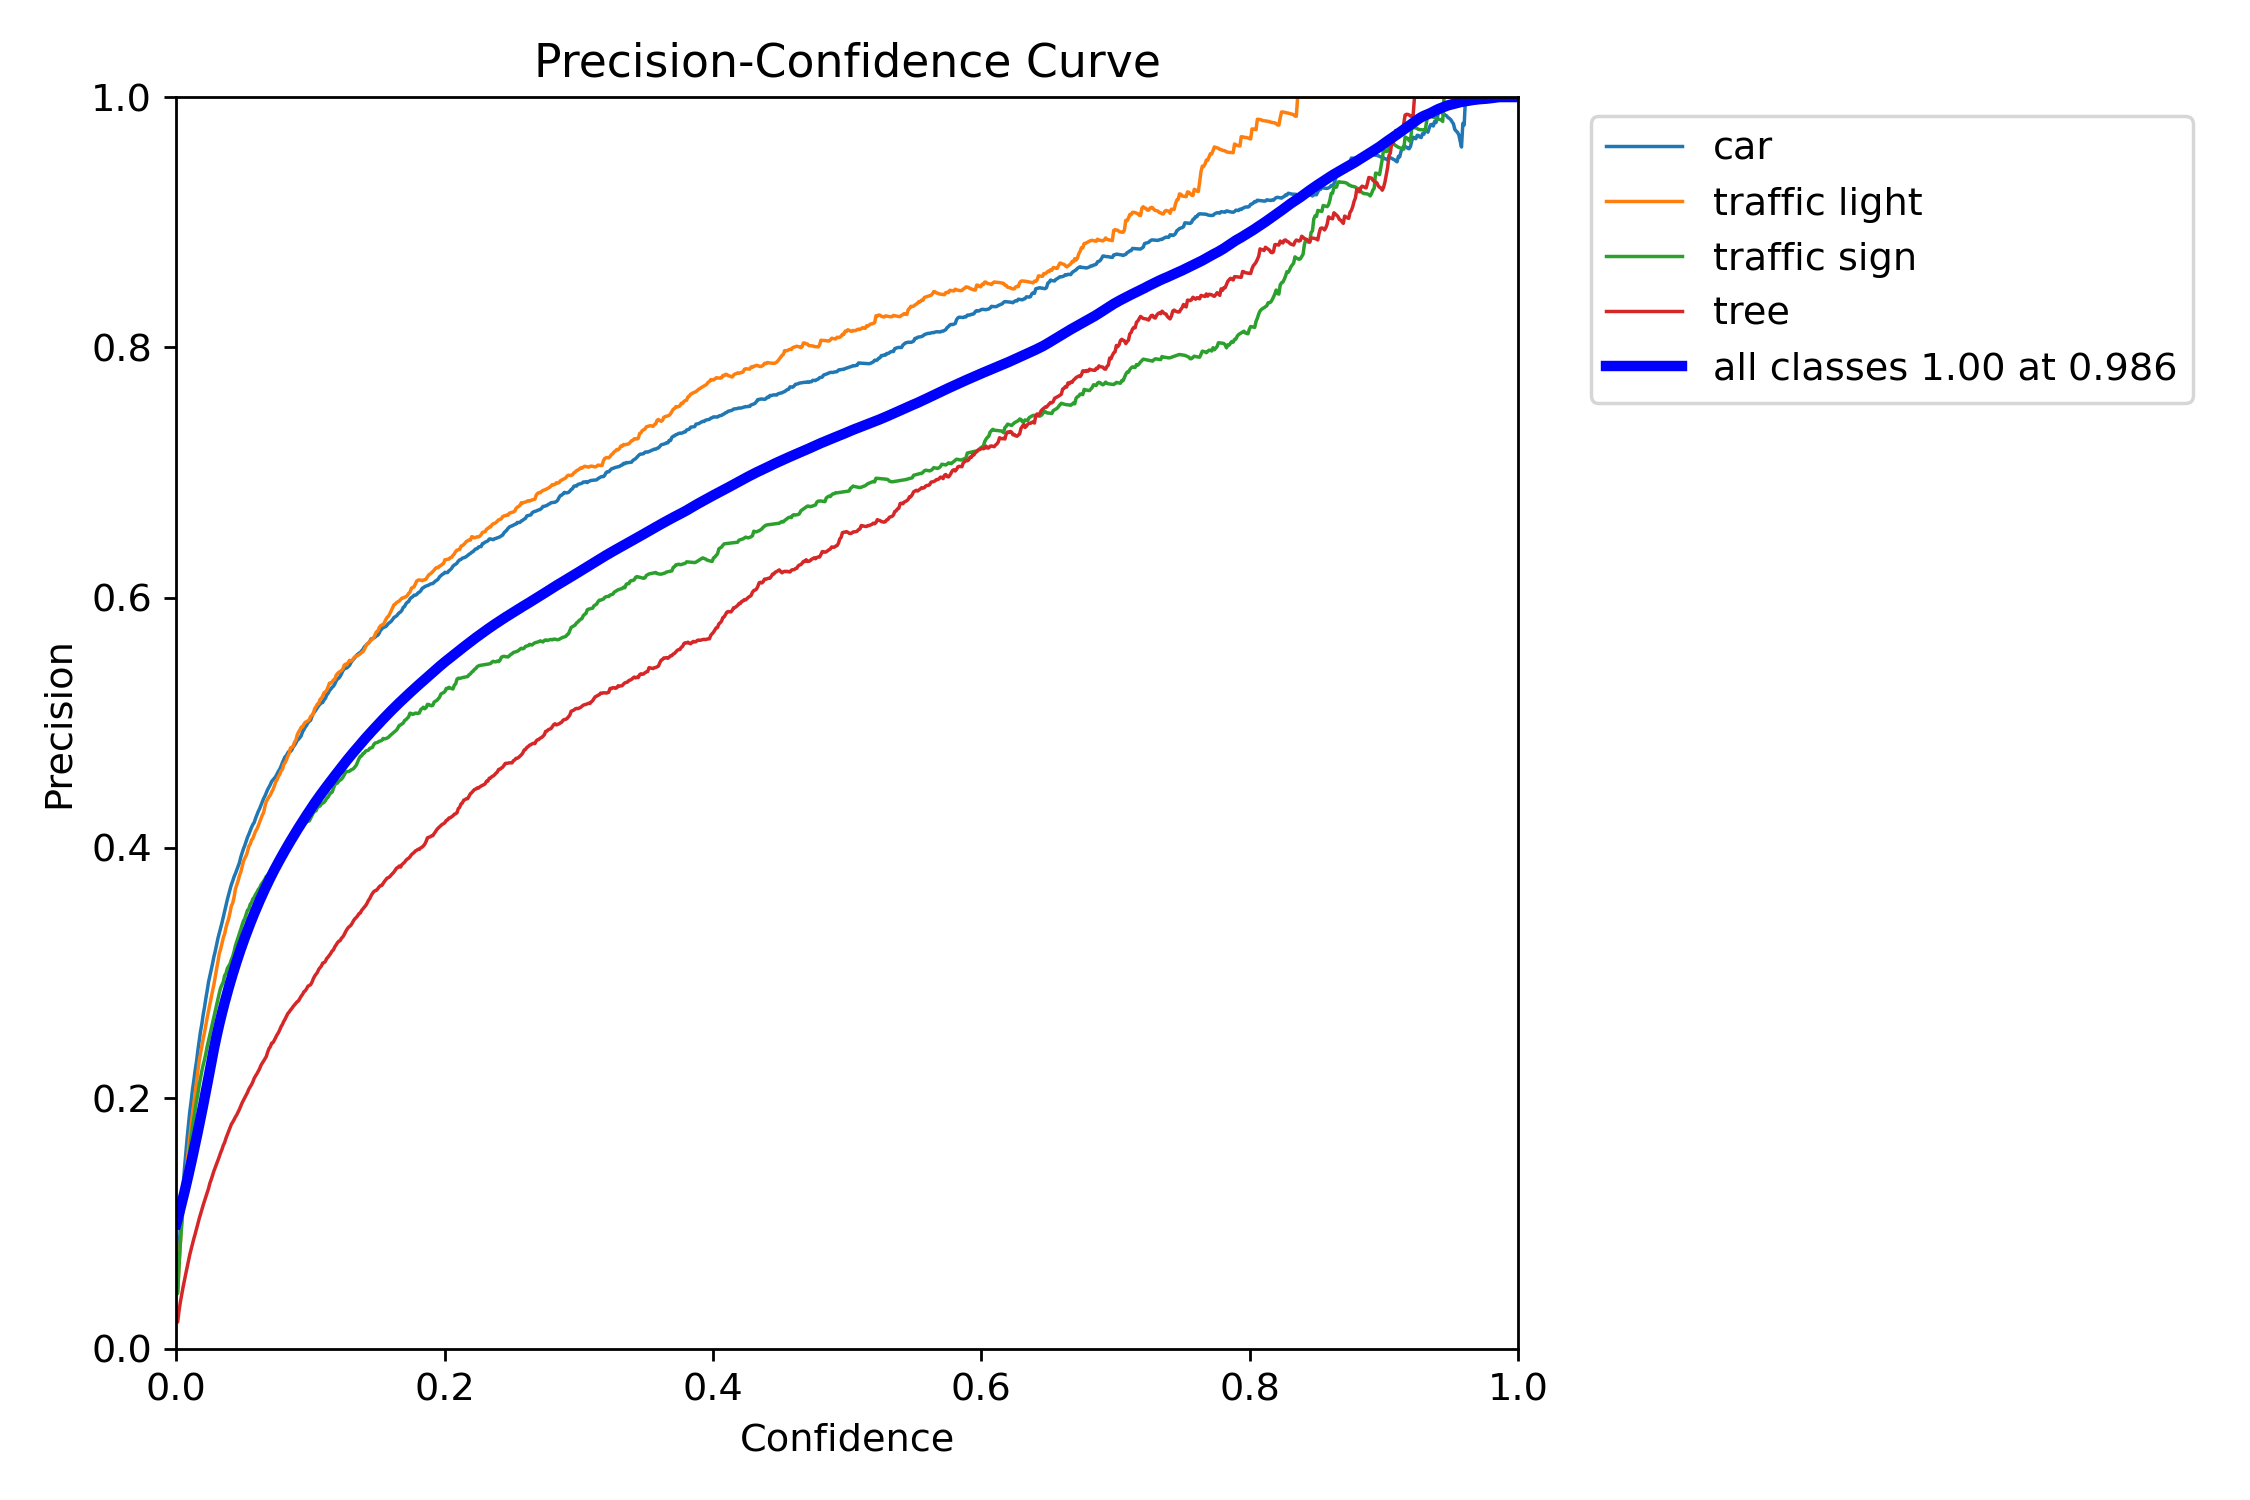 Precision-Confidence Curve
1.0
0.8
0.6
0.4
0.2
0.0
Precision
0.0 0.2 0.4 0.6 0.8 1.0
Confidence
car
traffic light
traffic sign
tree
all classes 1.00 at 0.986